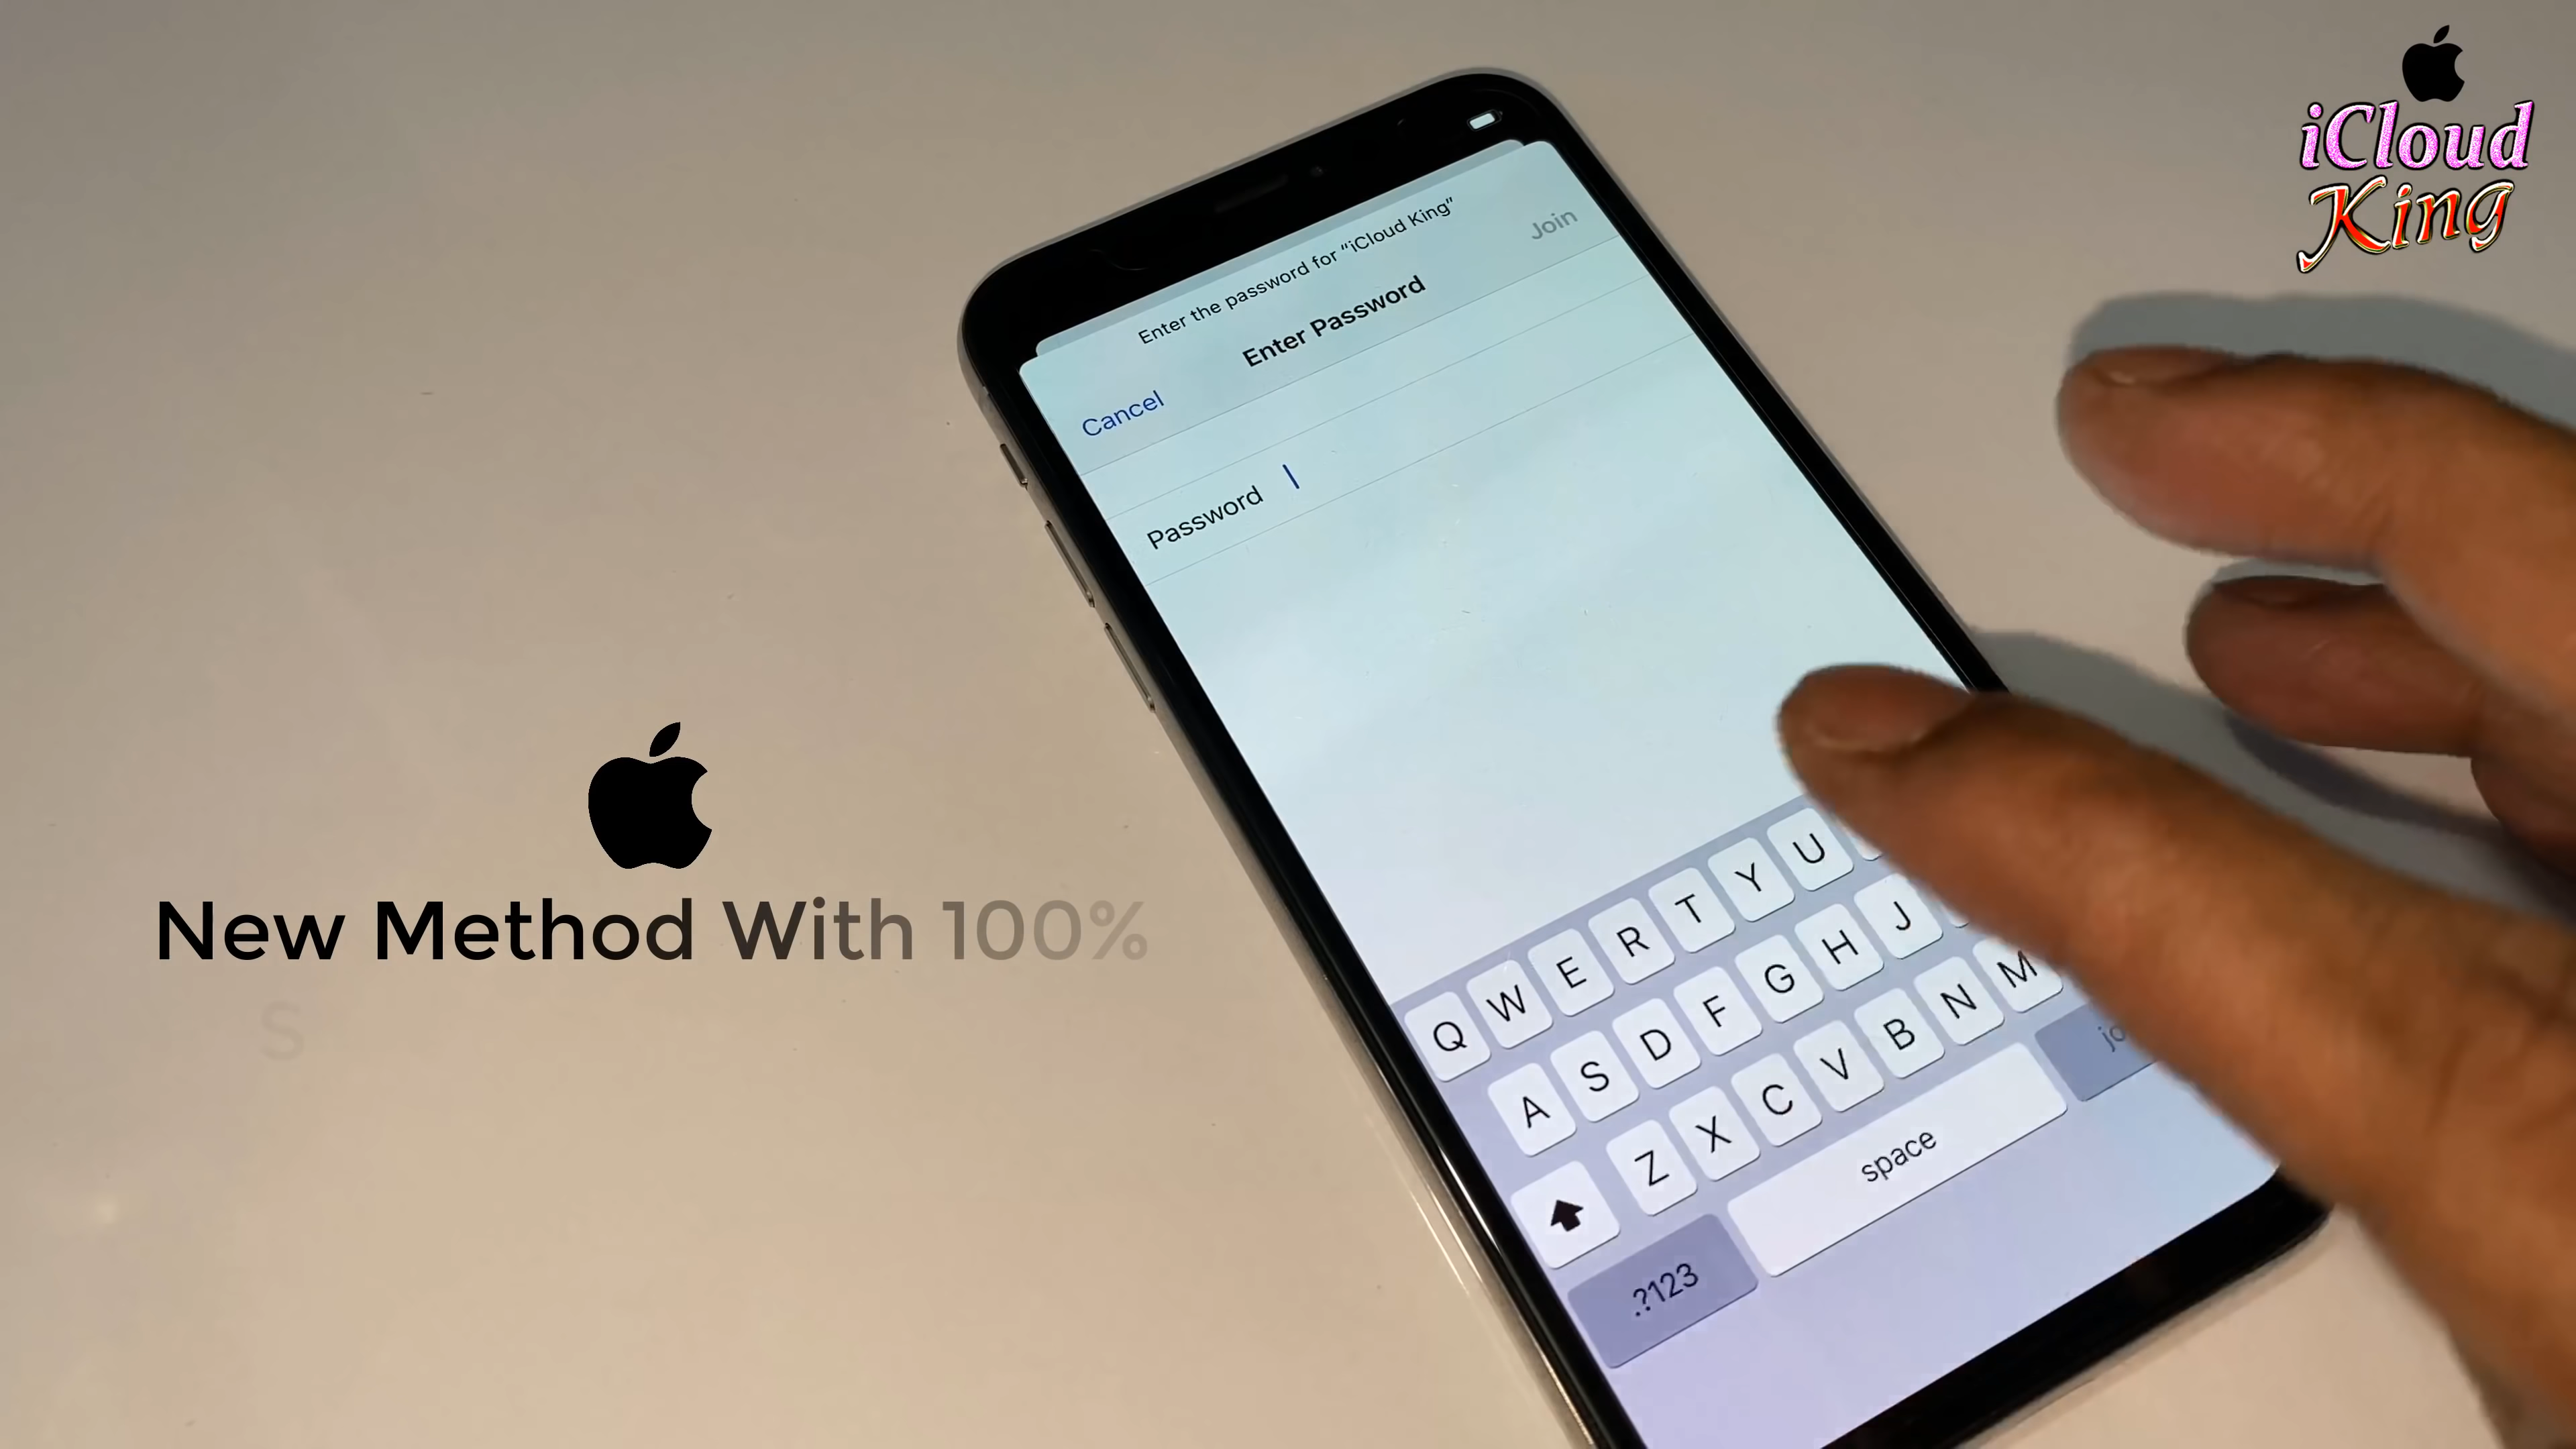 iCloud
King
Enter the password for “iCloud King”
Cancel
Enter Password
Join
Password
New Method With 100%
S
Q W E R T Y U
A S D F G H J
Z X C V B N M
.?123
space